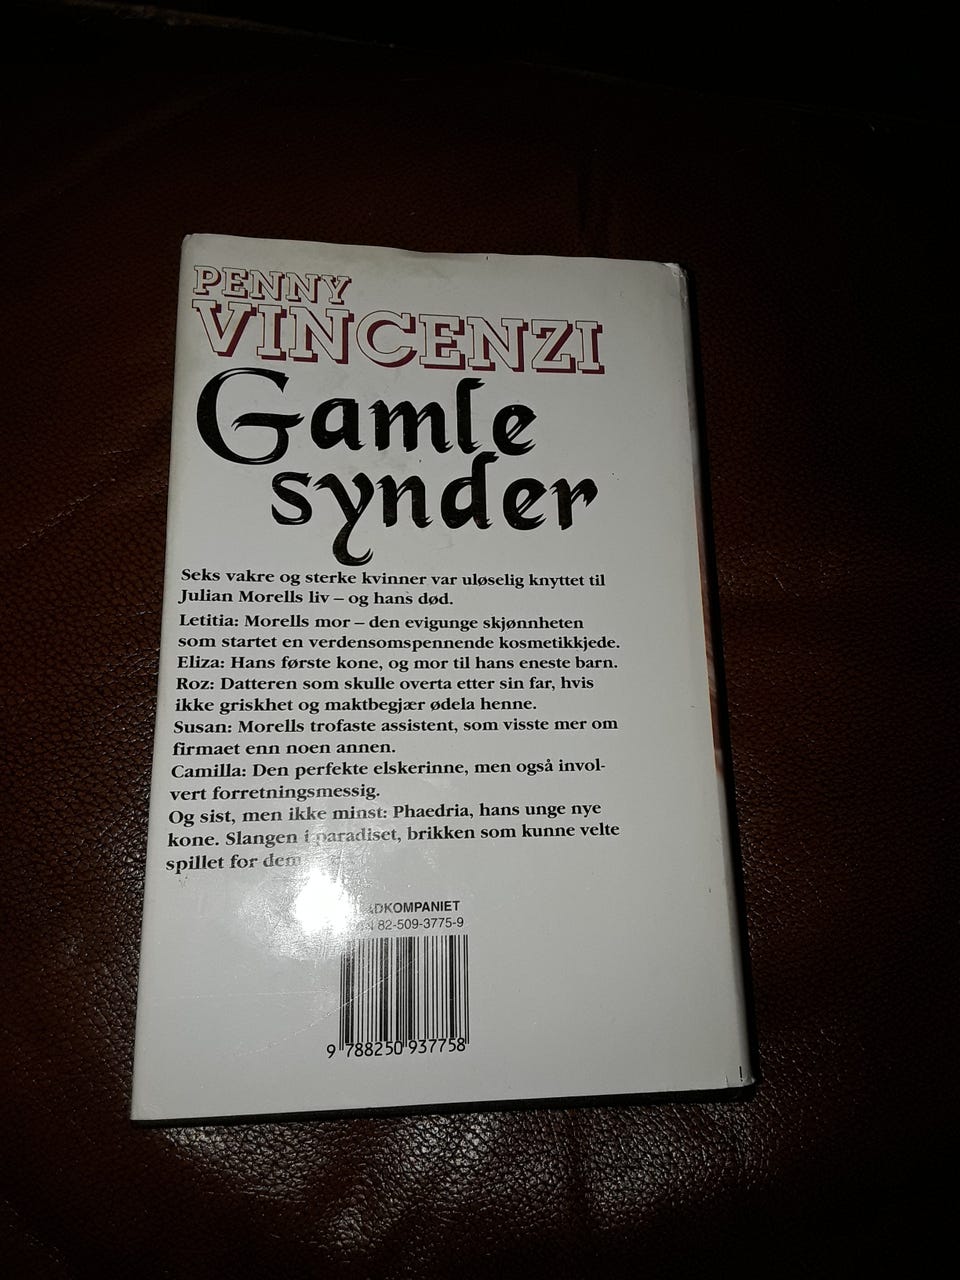 PENNY
VINCENZI
Gamle
synder
Seks vakre og sterke kvinner var uløselig knyttet til
Julian Morells liv – og hans død.
Letitia: Morells mor – den evigunge skjønnheten
som startet en verdensomspennende kosmetikkjede.
Eliza: Hans første kone, og mor til hans eneste barn.
Roz: Datteren som skulle overta etter sin far, hvis
ikke griskhet og maktbegjær ødela henne.
Susan: Morells trofaste assistent, som visste mer om
firmaet enn noen annen.
Camilla: Den perfekte elskerinne, men også invol-
vert forretningsmessig.
Og sist, men ikke minst: Phaedria, hans unge nye
kone. Slangen i paradiset, brikken som kunne velte
spillet for dem
82-509-3775-9
9 788250 937758